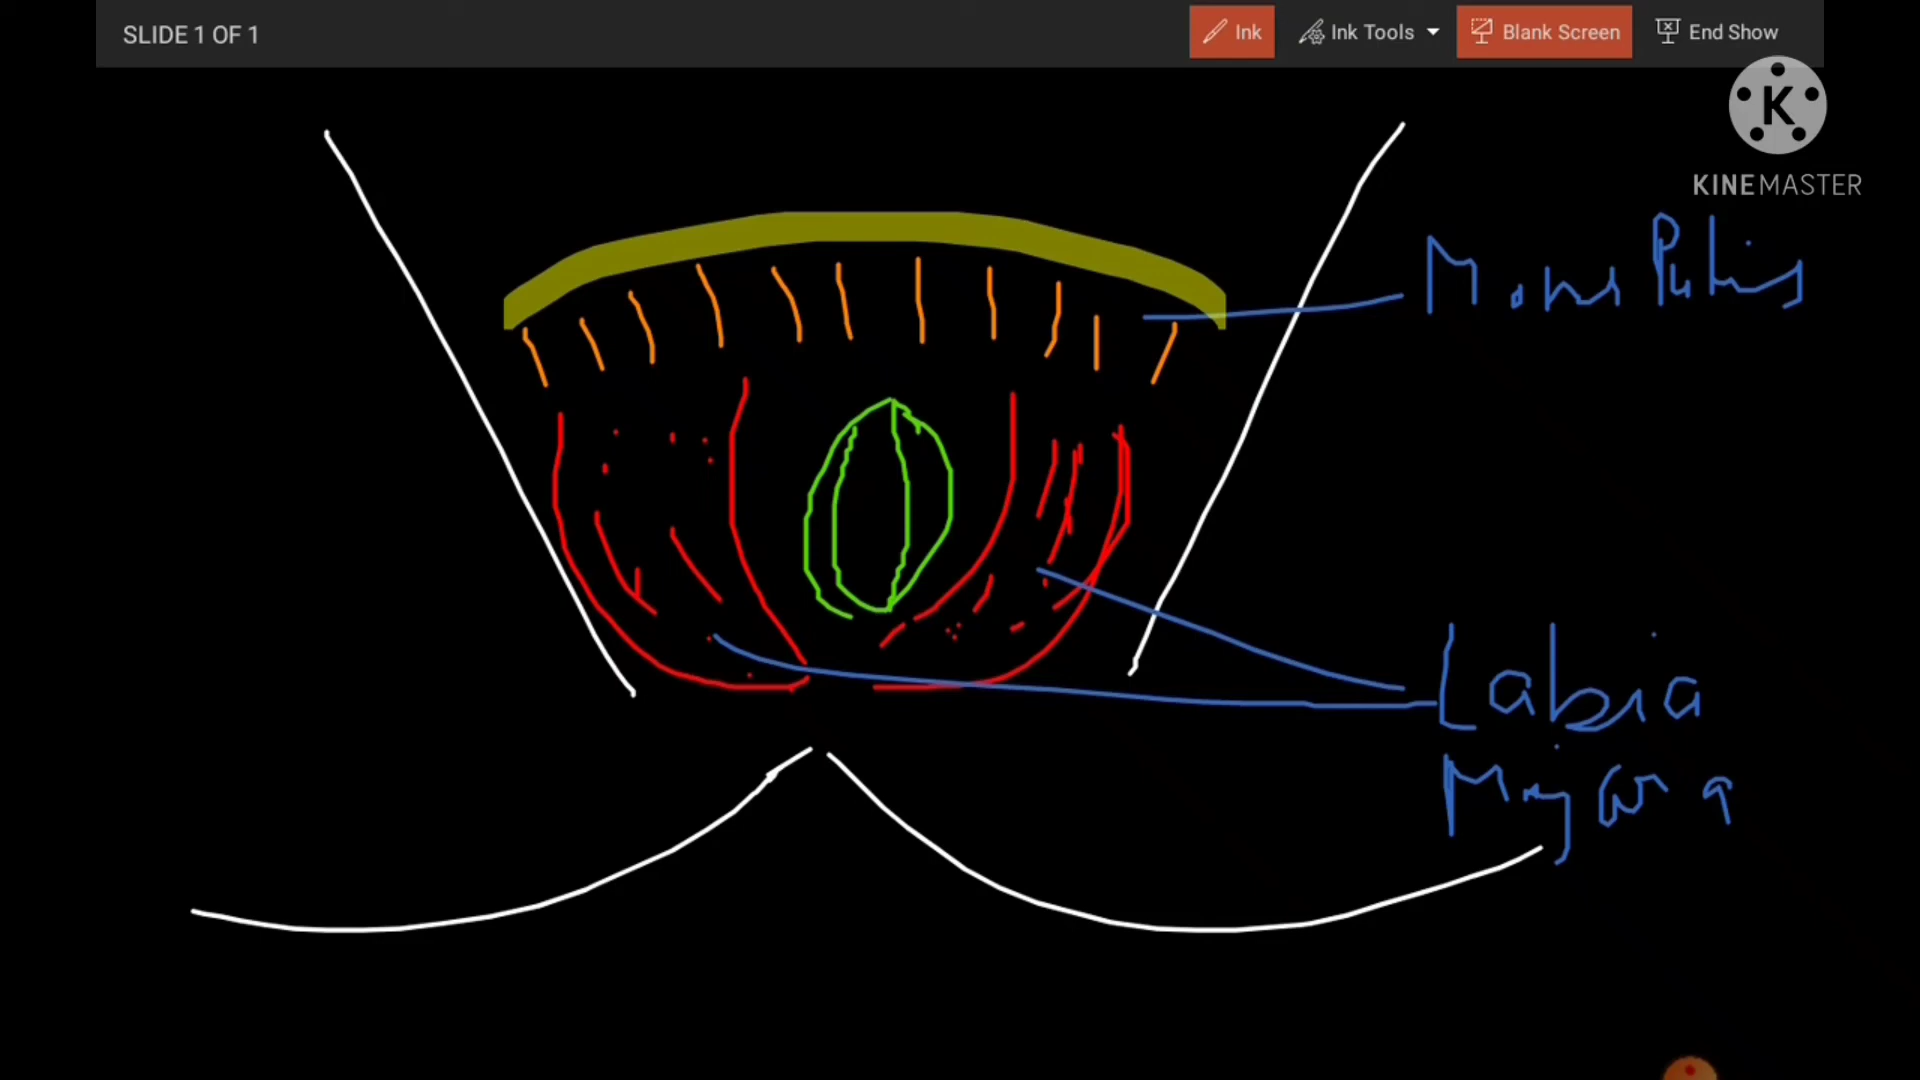 SLIDE 1 OF 1
Ink
Ink Tools
Blank Screen
End Show
K
KINEMASTER
Mons Pubis
Labia
Majora